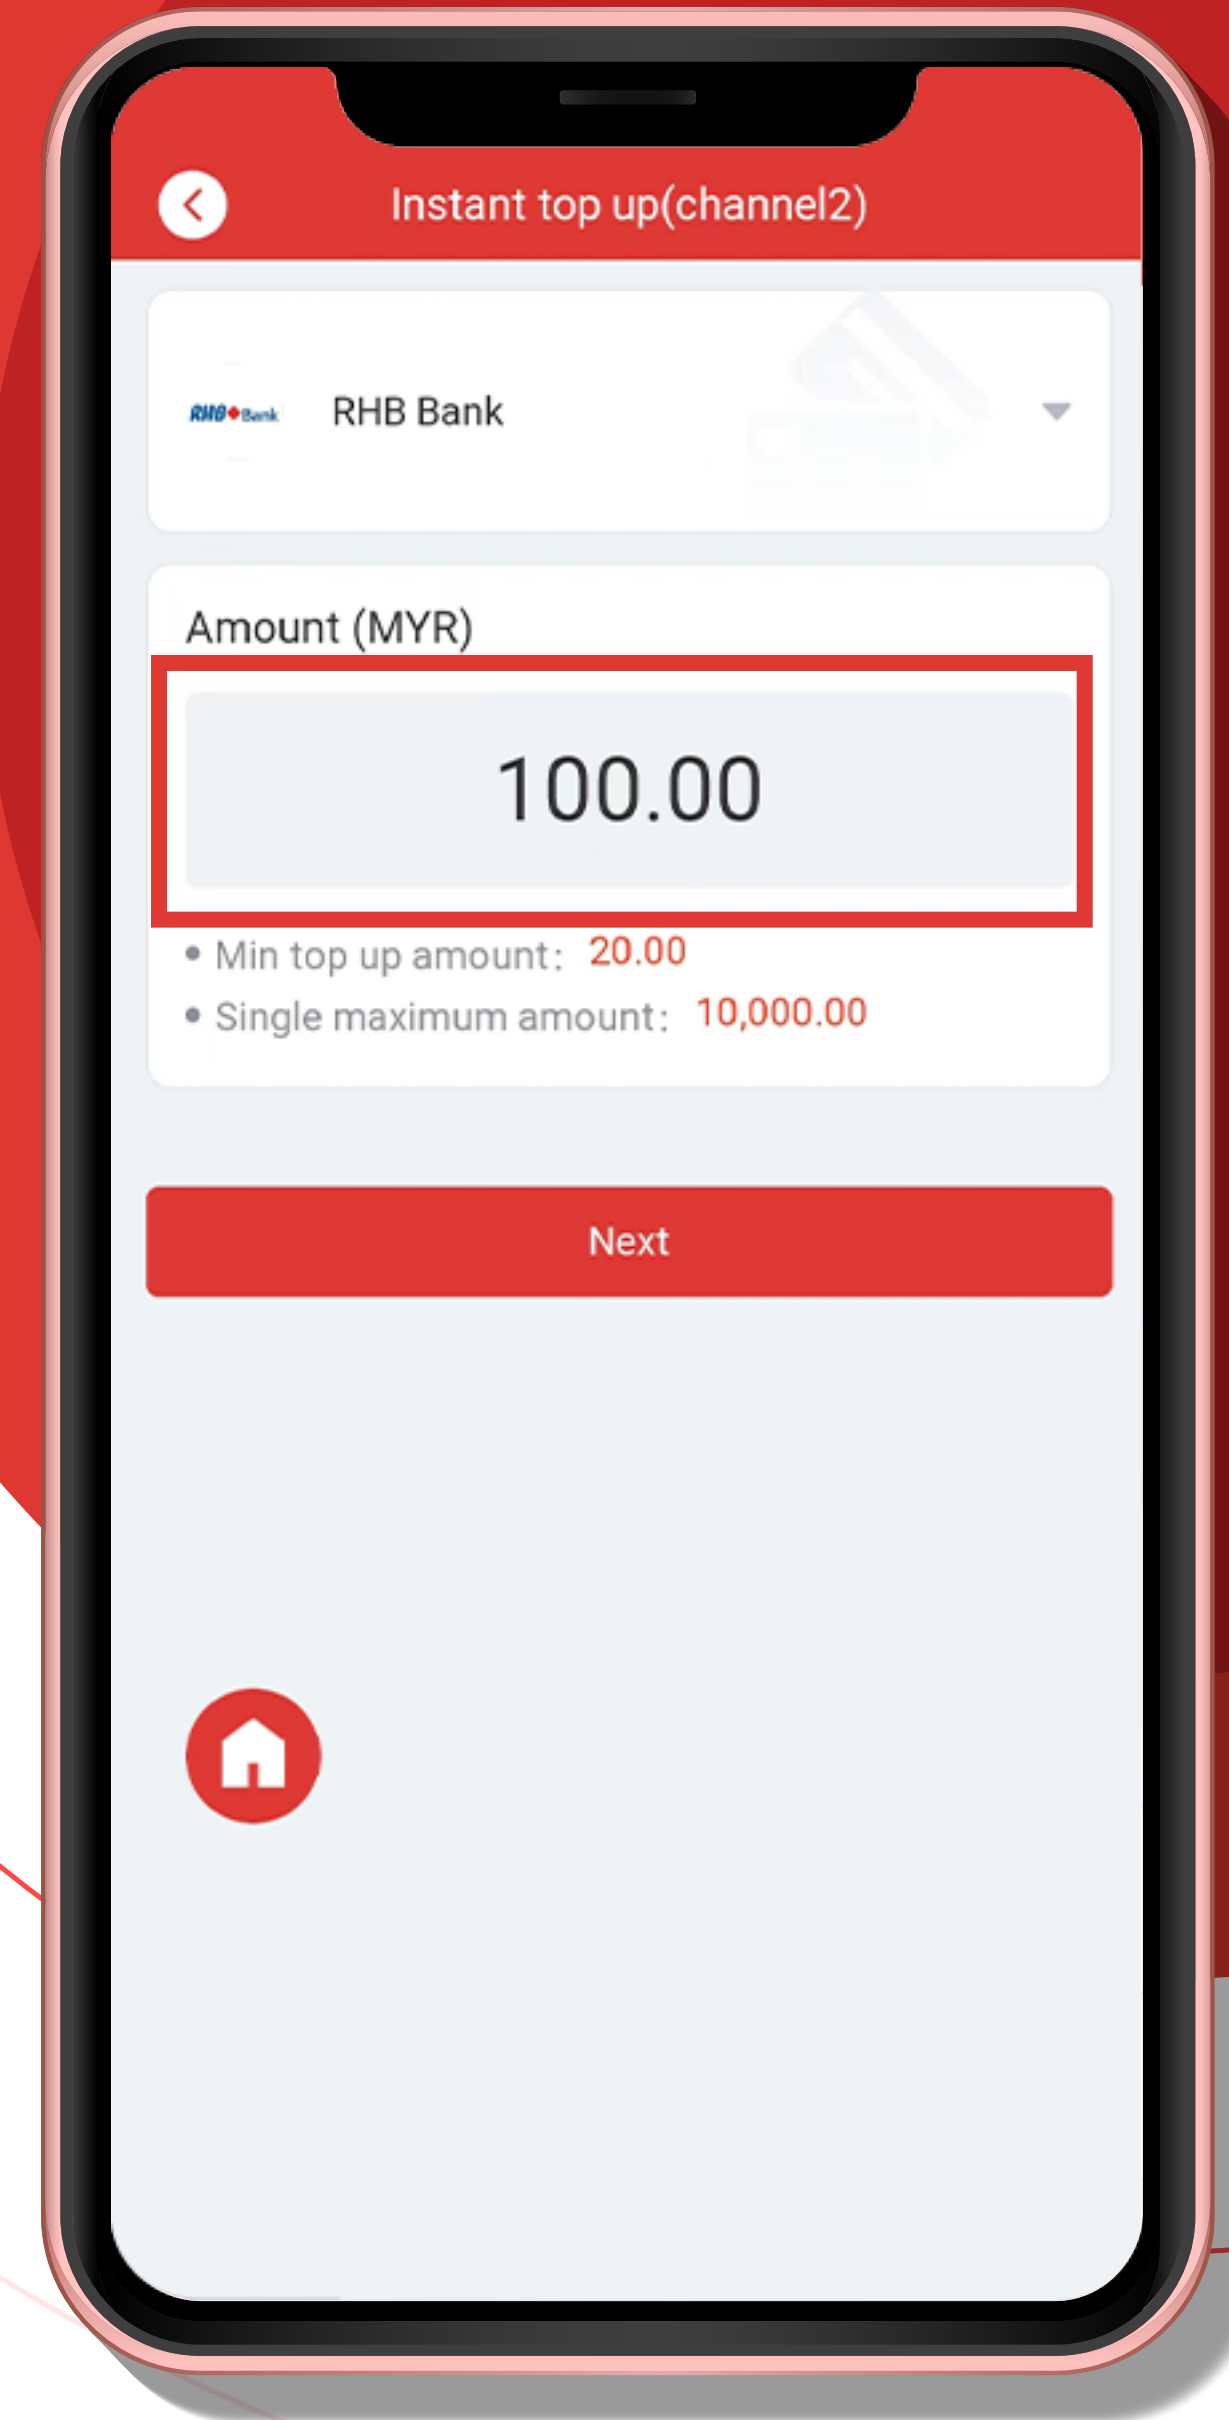 Instant top up(channel2)
RHB Bank RHB Bank
Amount (MYR)
100.00
• Min top up amount: 20.00
• Single maximum amount: 10,000.00
Next